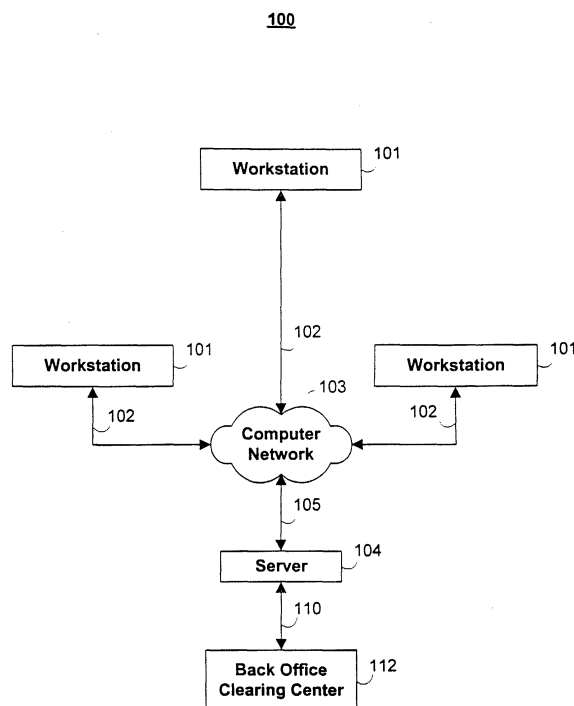 100
Workstation
101
102
103
Workstation
101
102
Workstation
101
102
Computer
Network
105
Server
104
110
Back Office
Clearing Center
112